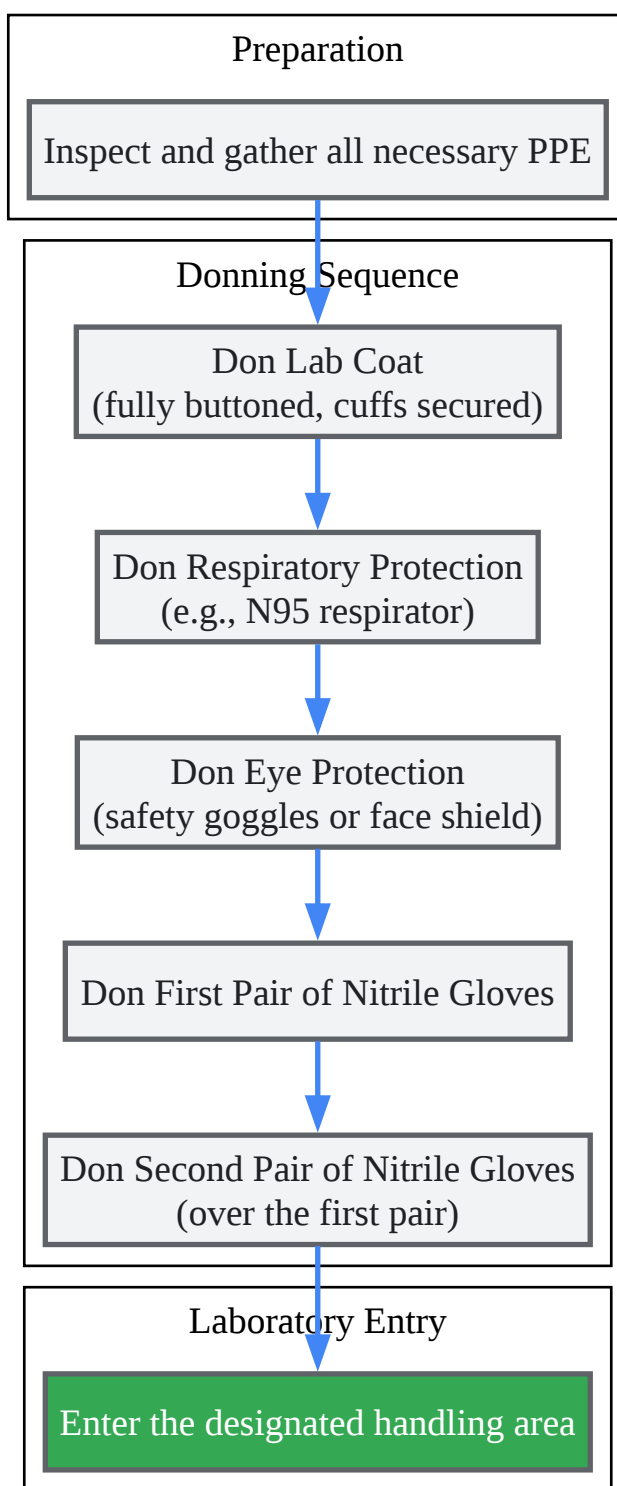 Preparation
Inspect and gather all necessary PPE
Donning Sequence
Don Lab Coat
(fully buttoned, cuffs secured)
Don Respiratory Protection
(e.g., N95 respirator)
Don Eye Protection
(safety goggles or face shield)
Don First Pair of Nitrile Gloves
Don Second Pair of Nitrile Gloves
(over the first pair)
Laboratory Entry
Enter the designated handling area